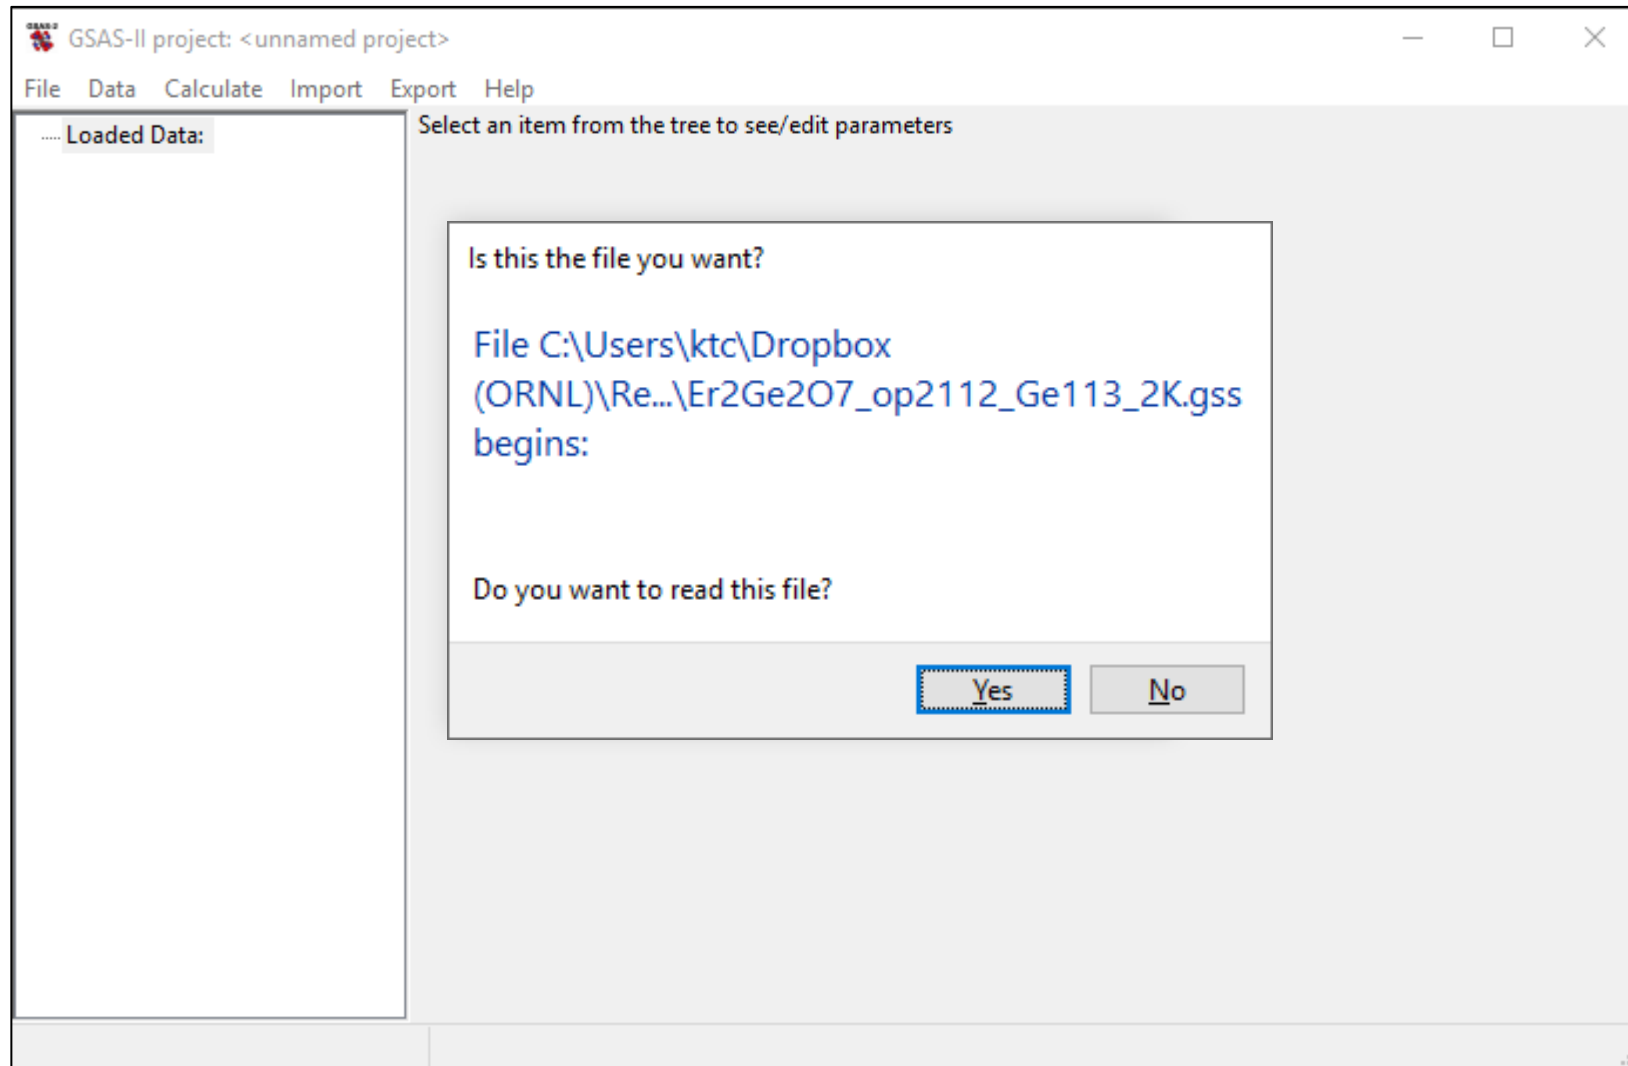 GSAS-II project: <unnamed project>
File Data Calculate Import Export Help
Loaded Data:
Select an item from the tree to see/edit parameters
Is this the file you want?
File C:\Users\ktc\Dropbox
(ORNL)\Re...\Er2Ge2O7_op2112_Ge113_2K.gss
begins:
Do you want to read this file?
Yes No